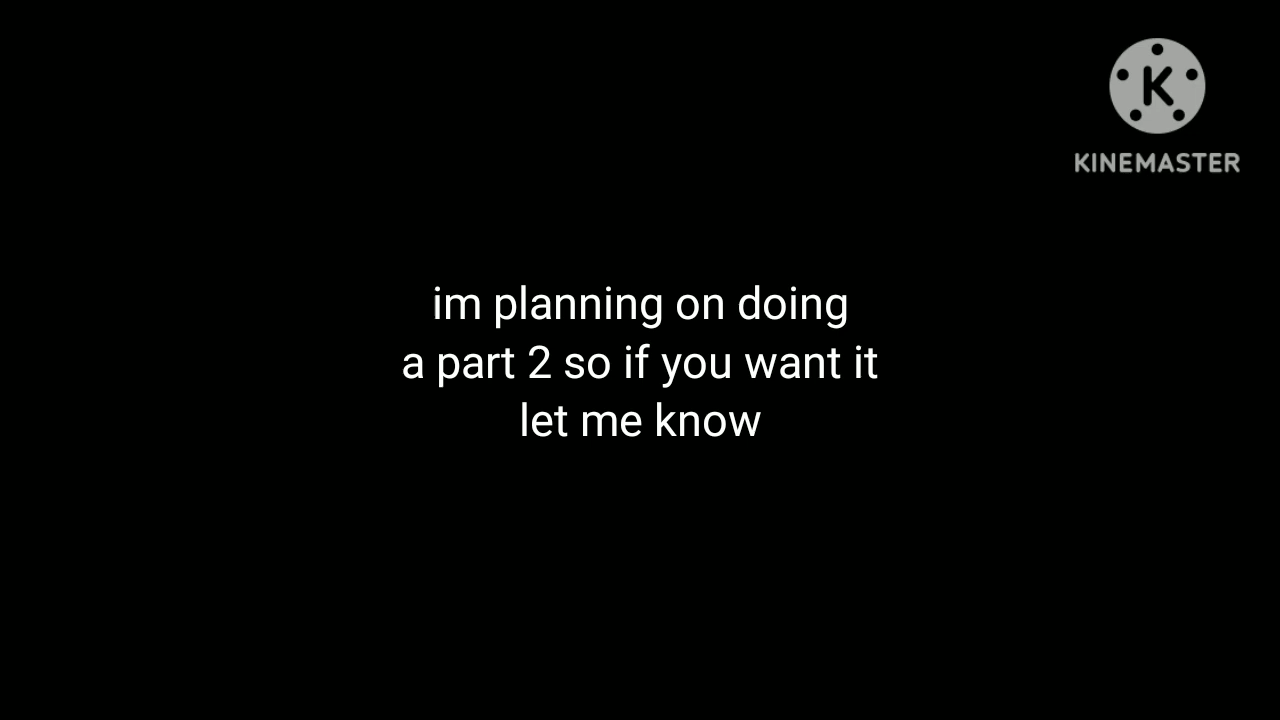 K
KINEMASTER
im planning on doing
a part 2 so if you want it
let me know